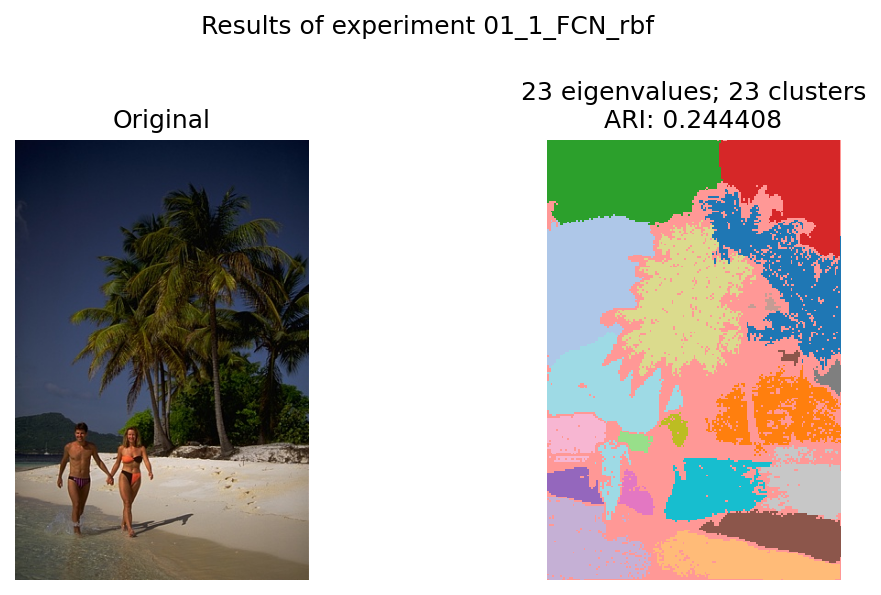 Results of experiment 01_1_FCN_rbf
Original
23 eigenvalues; 23 clusters
ARI: 0.244408